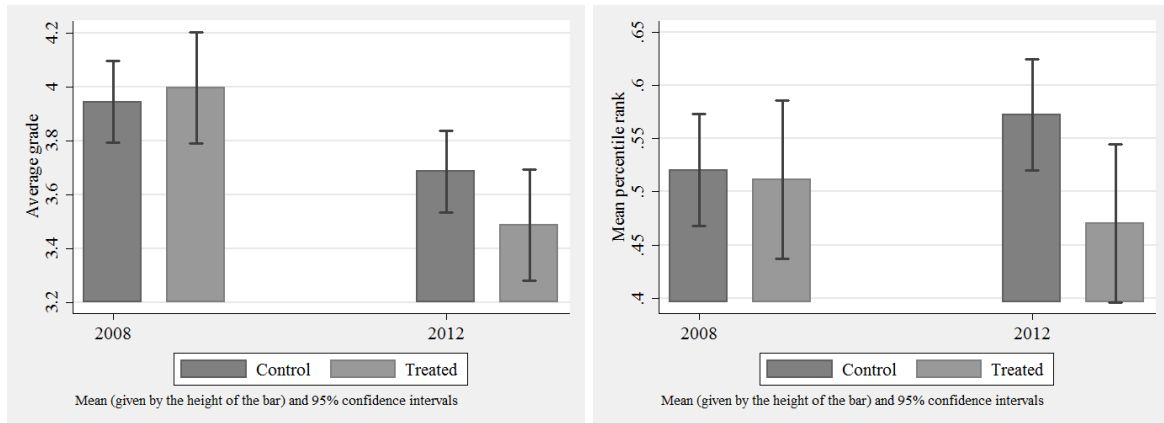 Average grade
4.2
4
3.8
3.6
3.4
3.2
2008 2012
Control Treated
Mean (given by the height of the bar) and 95% confidence intervals
Mean percentile rank
.65
.6
.55
.5
.45
.4
2008 2012
Control Treated
Mean (given by the height of the bar) and 95% confidence intervals